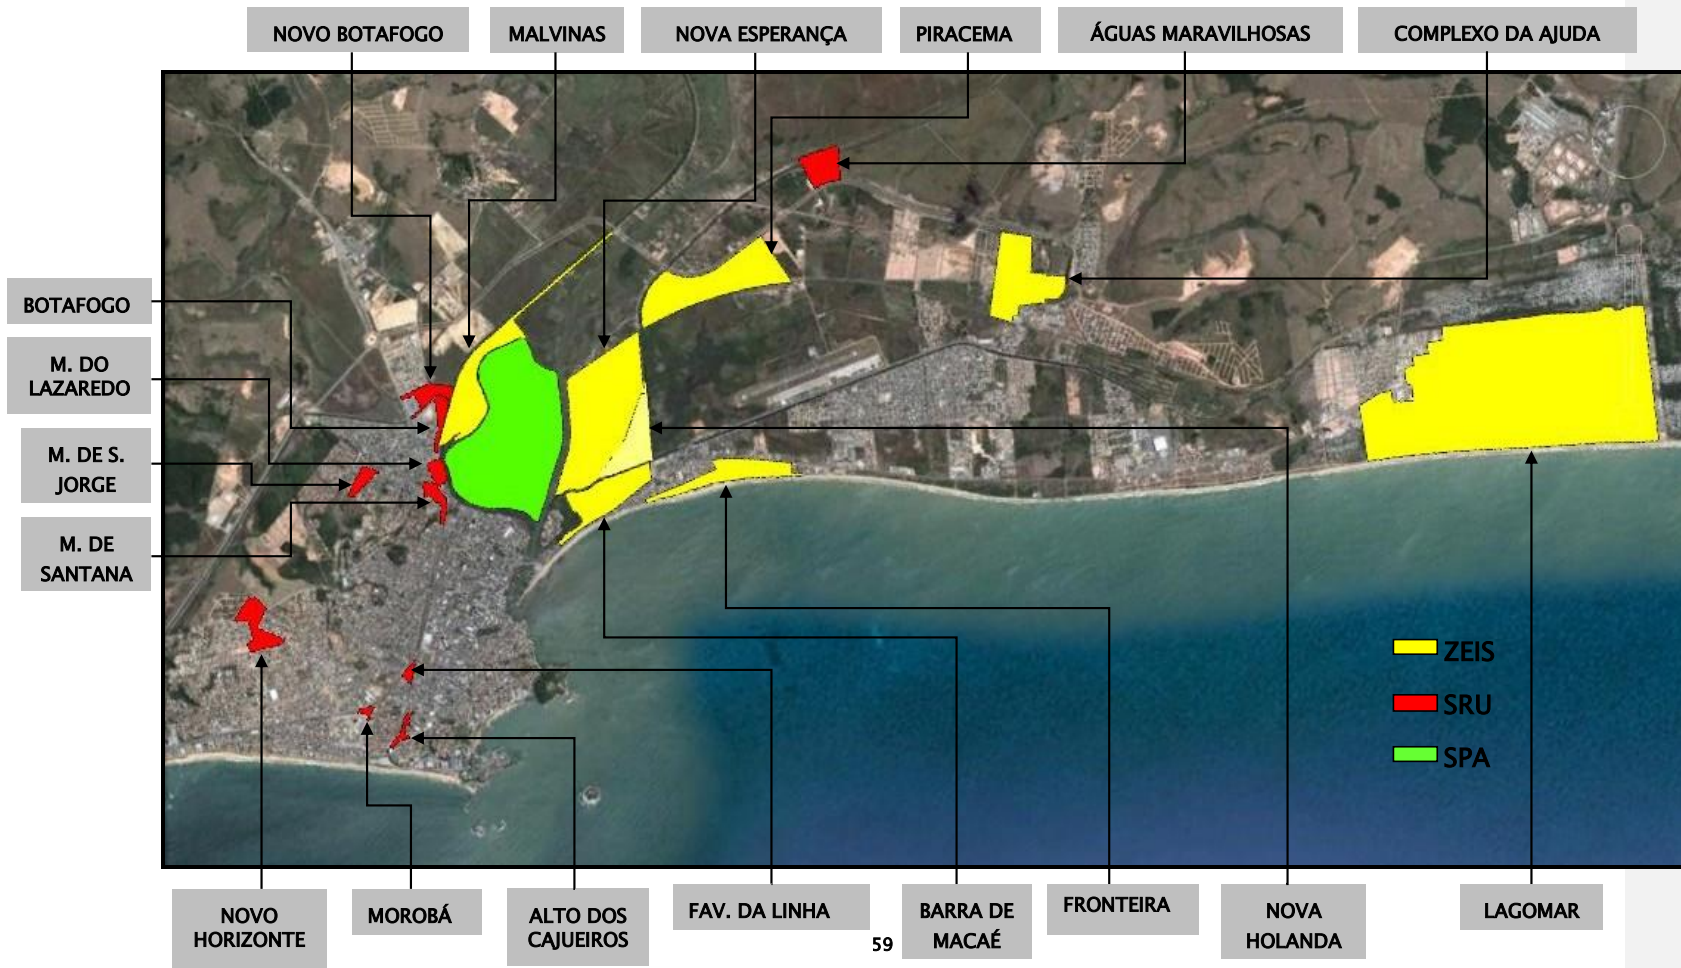 NOVO BOTAFOGO
MALVINAS
NOVA ESPERANÇA
PIRACEMA
ÁGUAS MARAVILHOSAS
COMPLEXO DA AJUDA
BOTAFOGO
M. DO
LAZAREDO
M. DE S.
JORGE
M. DE
SANTANA
ZEIS
SRU
SPA
NOVO
HORIZONTE
MOROBÁ
ALTO DOS
CAJUEIROS
FAV. DA LINHA
BARRA DE
MACAÉ
FRONTEIRA
NOVA
HOLANDA
LAGOMAR
59